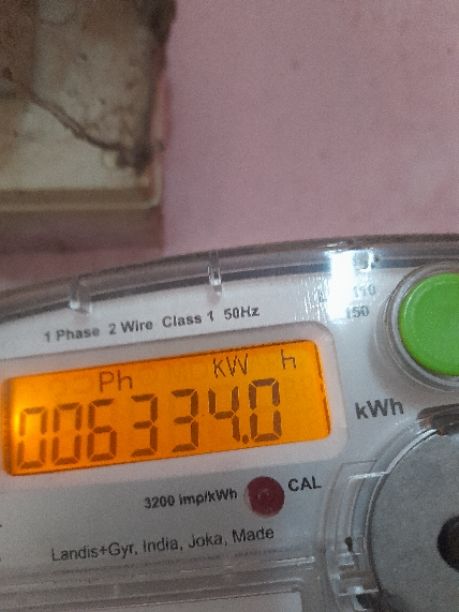 110
150
1 Phase 2 Wire Class 1 50Hz
Ph kW h
006334.0
kWh
3200 imp/kWh CAL
Landis+Gyr, India, Joka, Made